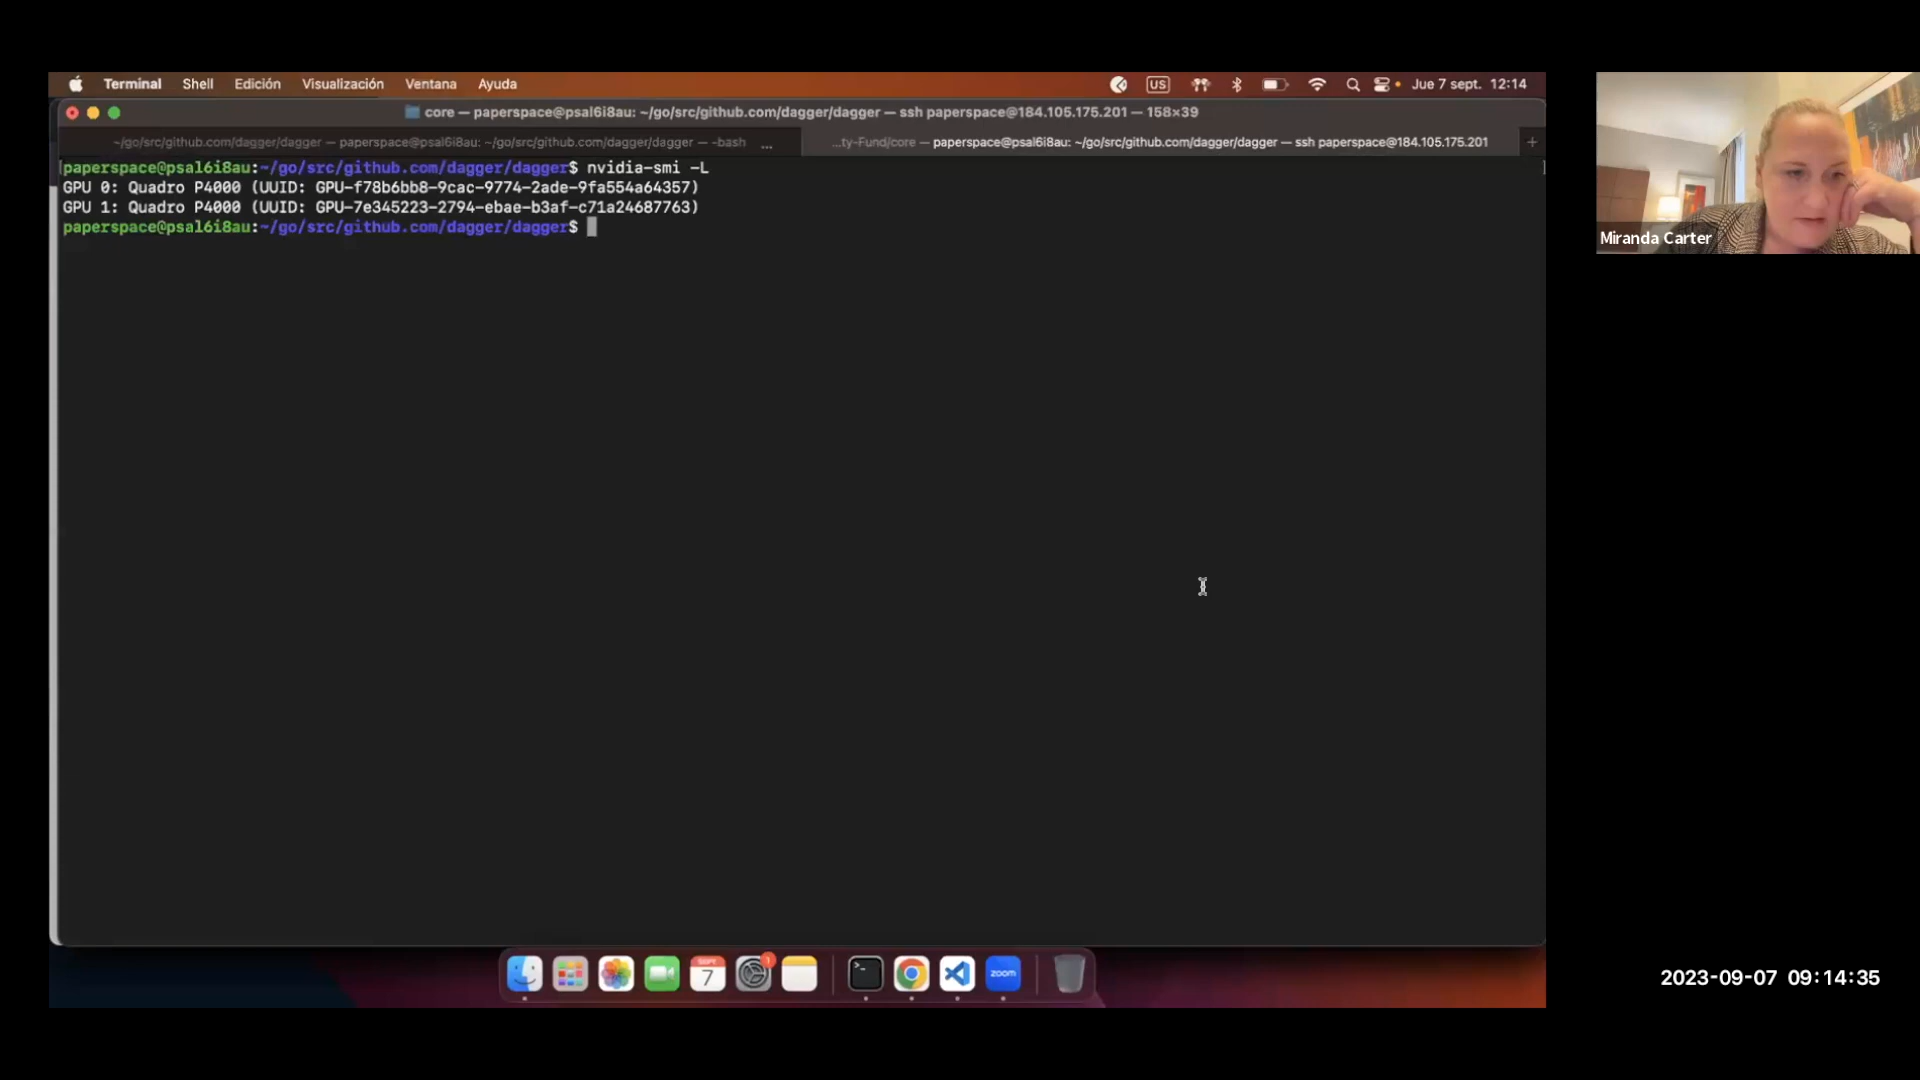 Terminal Shell Edición Visualización Ventana Ayuda US Jue 7 sept. 12:14
core — paperspace@psal6i8au: ~/go/src/github.com/dagger/dagger — ssh paperspace@184.105.175.201 — 158×39
~/go/src/github.com/dagger/dagger — paperspace@psal6i8au: ~/go/src/github.com/dagger/dagger — -bash ... ...ty-Fund/core — paperspace@psal6i8au: ~/go/src/github.com/dagger/dagger — ssh paperspace@184.105.175.201 +
paperspace@psal6i8au:~/go/src/github.com/dagger/dagger$ nvidia-smi -L
GPU 0: Quadro P4000 (UUID: GPU-f78b6bb8-9cac-9774-2ade-9fa554a64357)
GPU 1: Quadro P4000 (UUID: GPU-7e345223-2794-ebae-b3af-c71a24687763)
paperspace@psal6i8au:~/go/src/github.com/dagger/dagger$
Miranda Carter
SEPT
7
1
zoom
2023-09-07 09:14:35